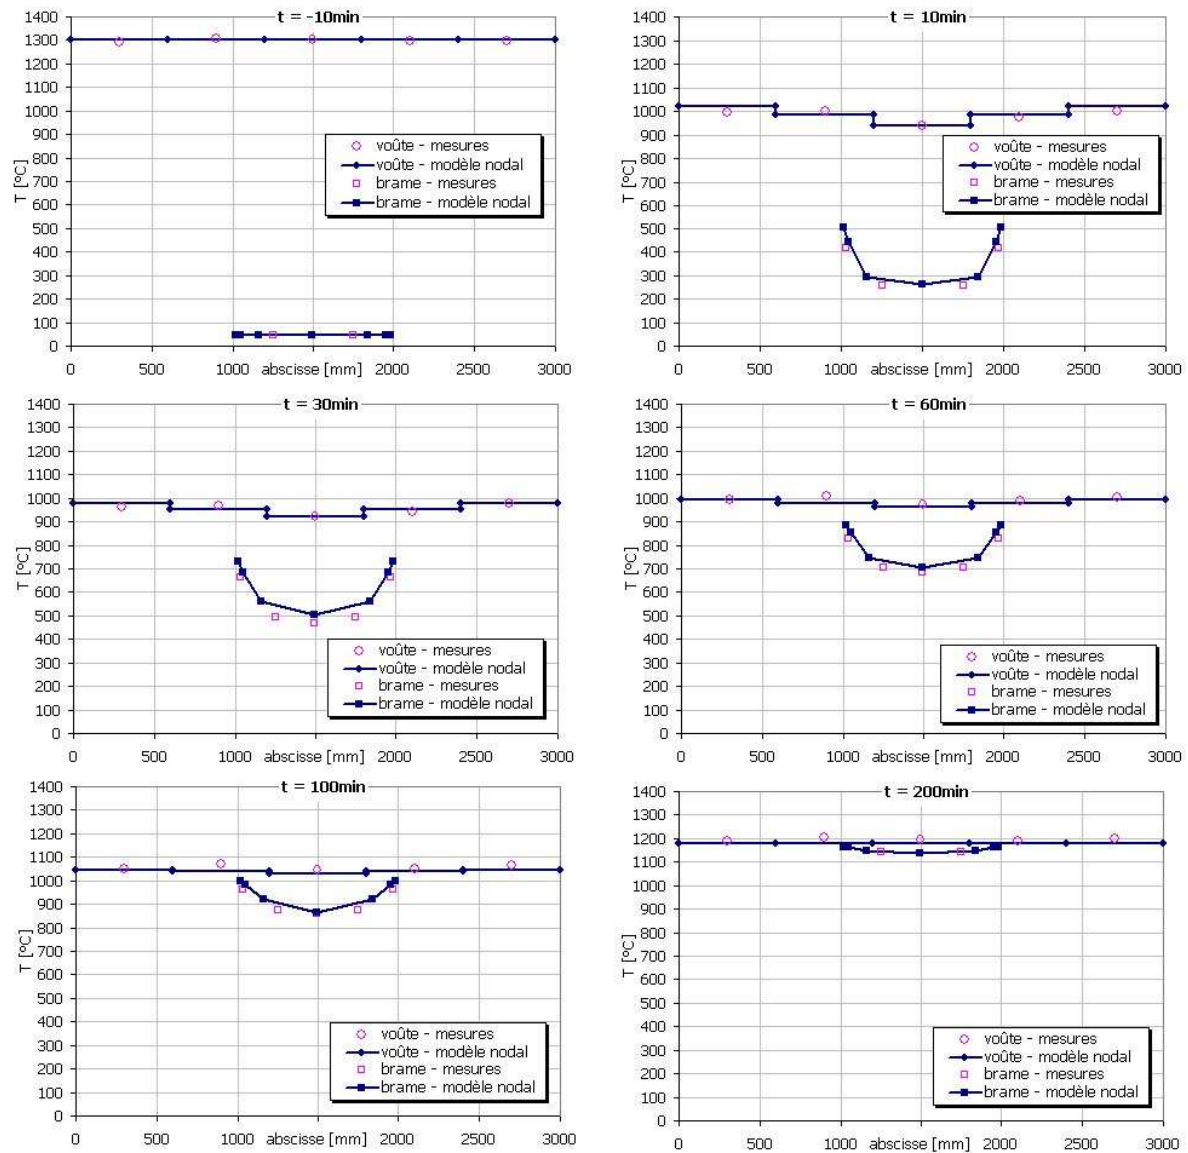 t = -10min
1400
1300
1200
1100
1000
900
800
700
600
500
400
300
200
100
0
T [ºC]
voûte - mesures
voûte - modèle nodal
brame - mesures
brame - modèle nodal
0 500 1000 abscisse [mm] 2000 2500 3000
t = 10min
1400
1300
1200
1100
1000
900
800
700
600
500
400
300
200
100
0
T [ºC]
voûte - mesures
voûte - modèle nodal
brame - mesures
brame - modèle nodal
0 500 1000 abscisse [mm] 2000 2500 3000
t = 30min
1400
1300
1200
1100
1000
900
800
700
600
500
400
300
200
100
0
T [ºC]
voûte - mesures
voûte - modèle nodal
brame - mesures
brame - modèle nodal
0 500 1000 abscisse [mm] 2000 2500 3000
t = 60min
1400
1300
1200
1100
1000
900
800
700
600
500
400
300
200
100
0
T [ºC]
voûte - mesures
voûte - modèle nodal
brame - mesures
brame - modèle nodal
0 500 1000 abscisse [mm] 2000 2500 3000
t = 100min
1400
1300
1200
1100
1000
900
800
700
600
500
400
300
200
100
0
T [ºC]
voûte - mesures
voûte - modèle nodal
brame - mesures
brame - modèle nodal
0 500 1000 abscisse [mm] 2000 2500 3000
t = 200min
1400
1300
1200
1100
1000
900
800
700
600
500
400
300
200
100
0
T [ºC]
voûte - mesures
voûte - modèle nodal
brame - mesures
brame - modèle nodal
0 500 1000 abscisse [mm] 2000 2500 3000